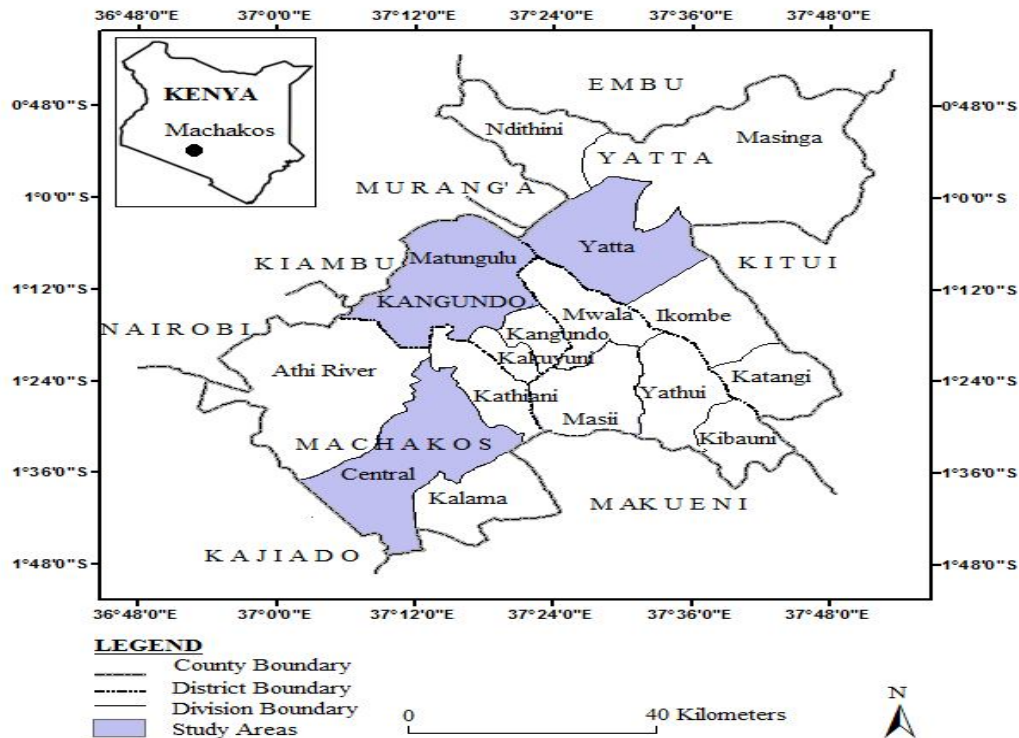 36°48'0"E 37°0'0"E 37°12'0"E 37°24'0"E 37°36'0"E 37°48'0"E
KENYA
Machakos
0°48'0"S
0°48'0"S
EMBU
Ndithini
Masinga
YATTA
MURANG'A
1°0'0"S
1°0'0"S
Yatta
Matungulu
KIAMBU
KITUI
1°12'0"S
1°12'0"S
KANGUNDO
Mwala
Ikombe
NAIROBI
Kangundo
Kakuyuni
Athi River
Katangi
1°24'0"S
1°24'0"S
Kathiani
Yathui
Masii
MACHAKOS
Kibauni
1°36'0"S
1°36'0"S
Central
Kalama
MAKUENI
KAJIADO
1°48'0"S
1°48'0"S
36°48'0"E 37°0'0"E 37°12'0"E 37°24'0"E 37°36'0"E 37°48'0"E
LEGEND
County Boundary
District Boundary
Division Boundary
Study Areas
0 40 Kilometers
N